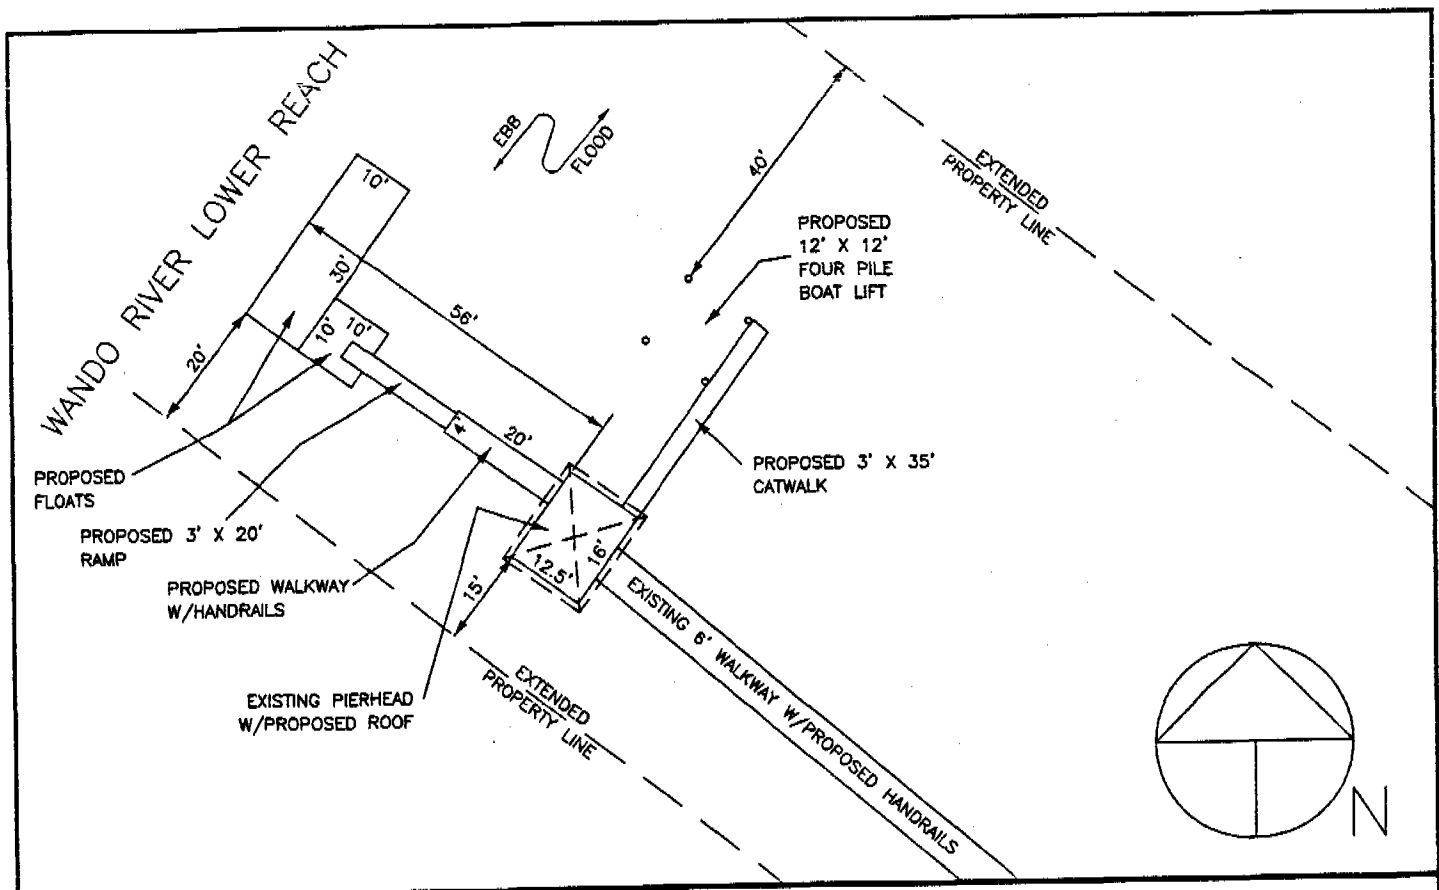 WANDO RIVER LOWER REACH
EBB
FLOOD
40'
EXTENDED
PROPERTY LINE
PROPOSED
12' X 12'
FOUR PILE
BOAT LIFT
10'
30'
56'
10'
10'
20'
4'
20'
PROPOSED
FLOATS
PROPOSED 3' X 20'
RAMP
PROPOSED WALKWAY
W/HANDRAILS
PROPOSED 3' X 35'
CATWALK
16'
12.5'
15'
EXISTING 6' WALKWAY W/PROPOSED HANDRAILS
EXISTING PIERHEAD
W/PROPOSED ROOF
EXTENDED
PROPERTY LINE
N